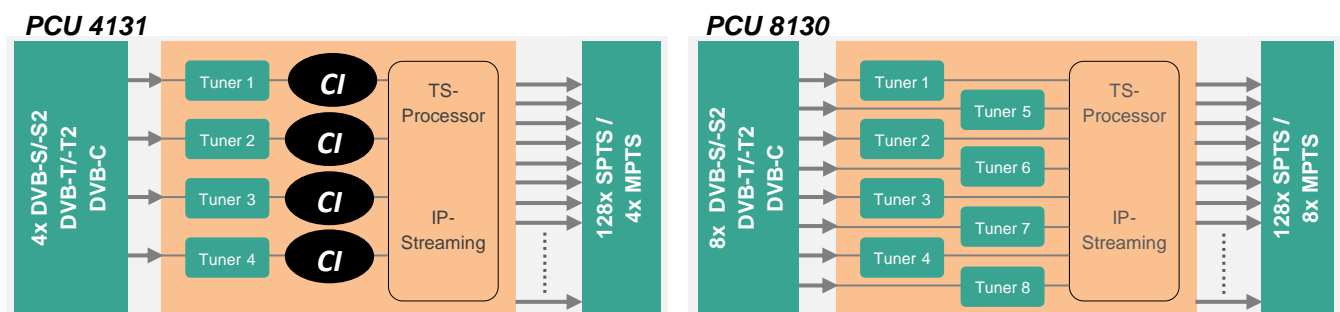 PCU 4131
4x DVB-S/-S2
DVB-T/-T2
DVB-C
Tuner 1
CI
Tuner 2
CI
Tuner 3
CI
Tuner 4
CI
TS-
Processor
IP-
Streaming
128x SPTS /
4x MPTS
PCU 8130
8x DVB-S/-S2
DVB-T/-T2
DVB-C
Tuner 1
Tuner 5
Tuner 2
Tuner 6
Tuner 3
Tuner 7
Tuner 4
Tuner 8
TS-
Processor
IP-
Streaming
128x SPTS /
8x MPTS